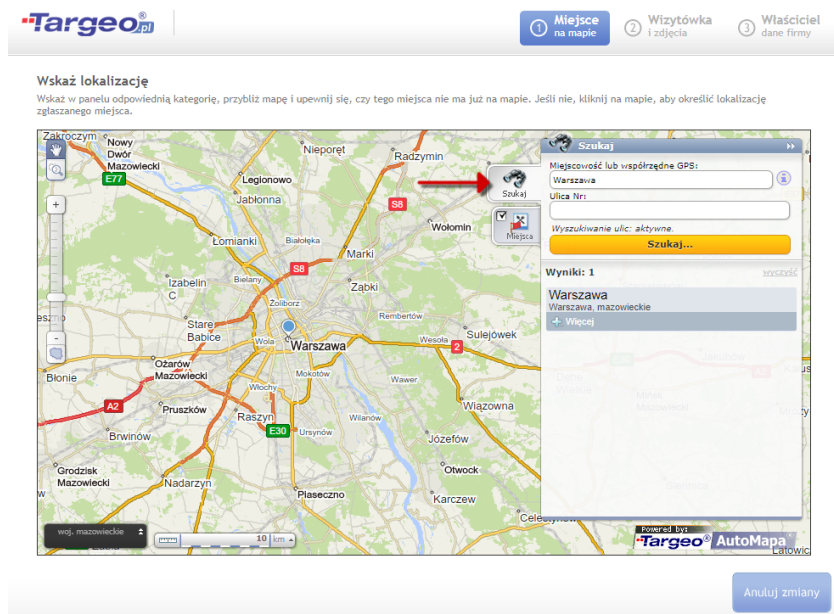 Targeo.pl
1 Miejsce
na mapie
2 Wizytówka
i zdjęcia
3 Właściciel
dane firmy
Wskaż lokalizację
Wskaż w panelu odpowiednią kategorię, przybliż mapę i upewnij się, czy tego miejsca nie ma już na mapie. Jeśli nie, kliknij na mapie, aby określić lokalizację
zgłaszanego miejsca.
Zakroczym
Nowy
Dwór
Mazowiecki
E77
Nieporęt
Radzymin
Legionowo
Jabłonna
S8
Wołomin
Łomianki
Białołęka
Marki
S8
Izabelin
C
Bielany
Ząbki
Żoliborz
Rembertów
Stare
Babice
Wola
Warszawa
Wesoła
2
Sulejówek
Ożarów
Mazowiecki
Błonie
Mokotów
Włochy
Wawer
A2
Pruszków
Raszyn
Wilanów
Wiązowna
E30
Ursynów
Brwinów
Józefów
Grodzisk
Mazowiecki
Nadarzyn
Otwock
Piaseczno
Karczew
Szukaj
Miejsca
Szukaj
Miejscowość lub współrzędne GPS:
Warszawa
Ulica Nr:
Wyszukiwanie ulic: aktywne.
Szukaj...
Wyniki: 1
wyczyść
Warszawa
Warszawa, mazowieckie
+ Więcej
woj. mazowieckie
10 km
Powered by:
Targeo® AutoMapa
Anuluj zmiany